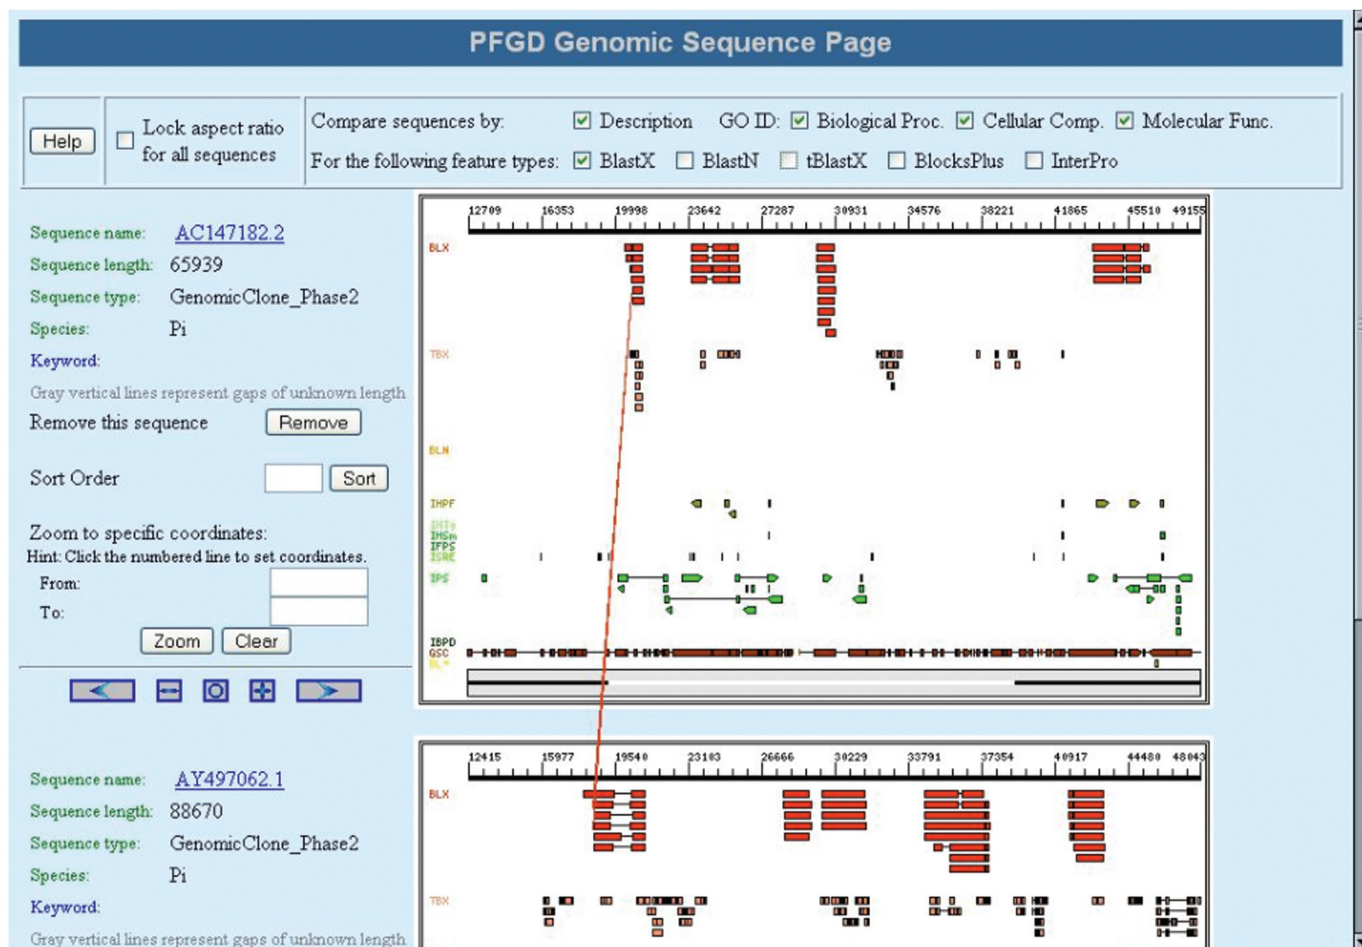 PFGD Genomic Sequence Page
Help
Lock aspect ratio
for all sequences
Compare sequences by: Description GO ID: Biological Proc. Cellular Comp. Molecular Func.
For the following feature types: BlastX BlastN tBlastX BlocksPlus InterPro
Sequence name: AC147182.2
Sequence length: 65939
Sequence type: GenomicClone_Phase2
Species: Pi
Keyword:
Gray vertical lines represent gaps of unknown length
Remove this sequence Remove
Sort Order Sort
Zoom to specific coordinates:
Hint: Click the numbered line to set coordinates.
From:
To:
Zoom Clear
12709 16353 19998 23642 27287 30931 34576 38221 41865 45510 49155
BLX
TBX
BLN
IHPF
IHSm
IFPS
ISRE
IPS
IBPD
GSC
Sequence name: AY497062.1
Sequence length: 88670
Sequence type: GenomicClone_Phase2
Species: Pi
Keyword:
Gray vertical lines represent gaps of unknown length
12415 15977 19540 23103 26666 30229 33791 37354 40917 44480 48043
BLX
TBX